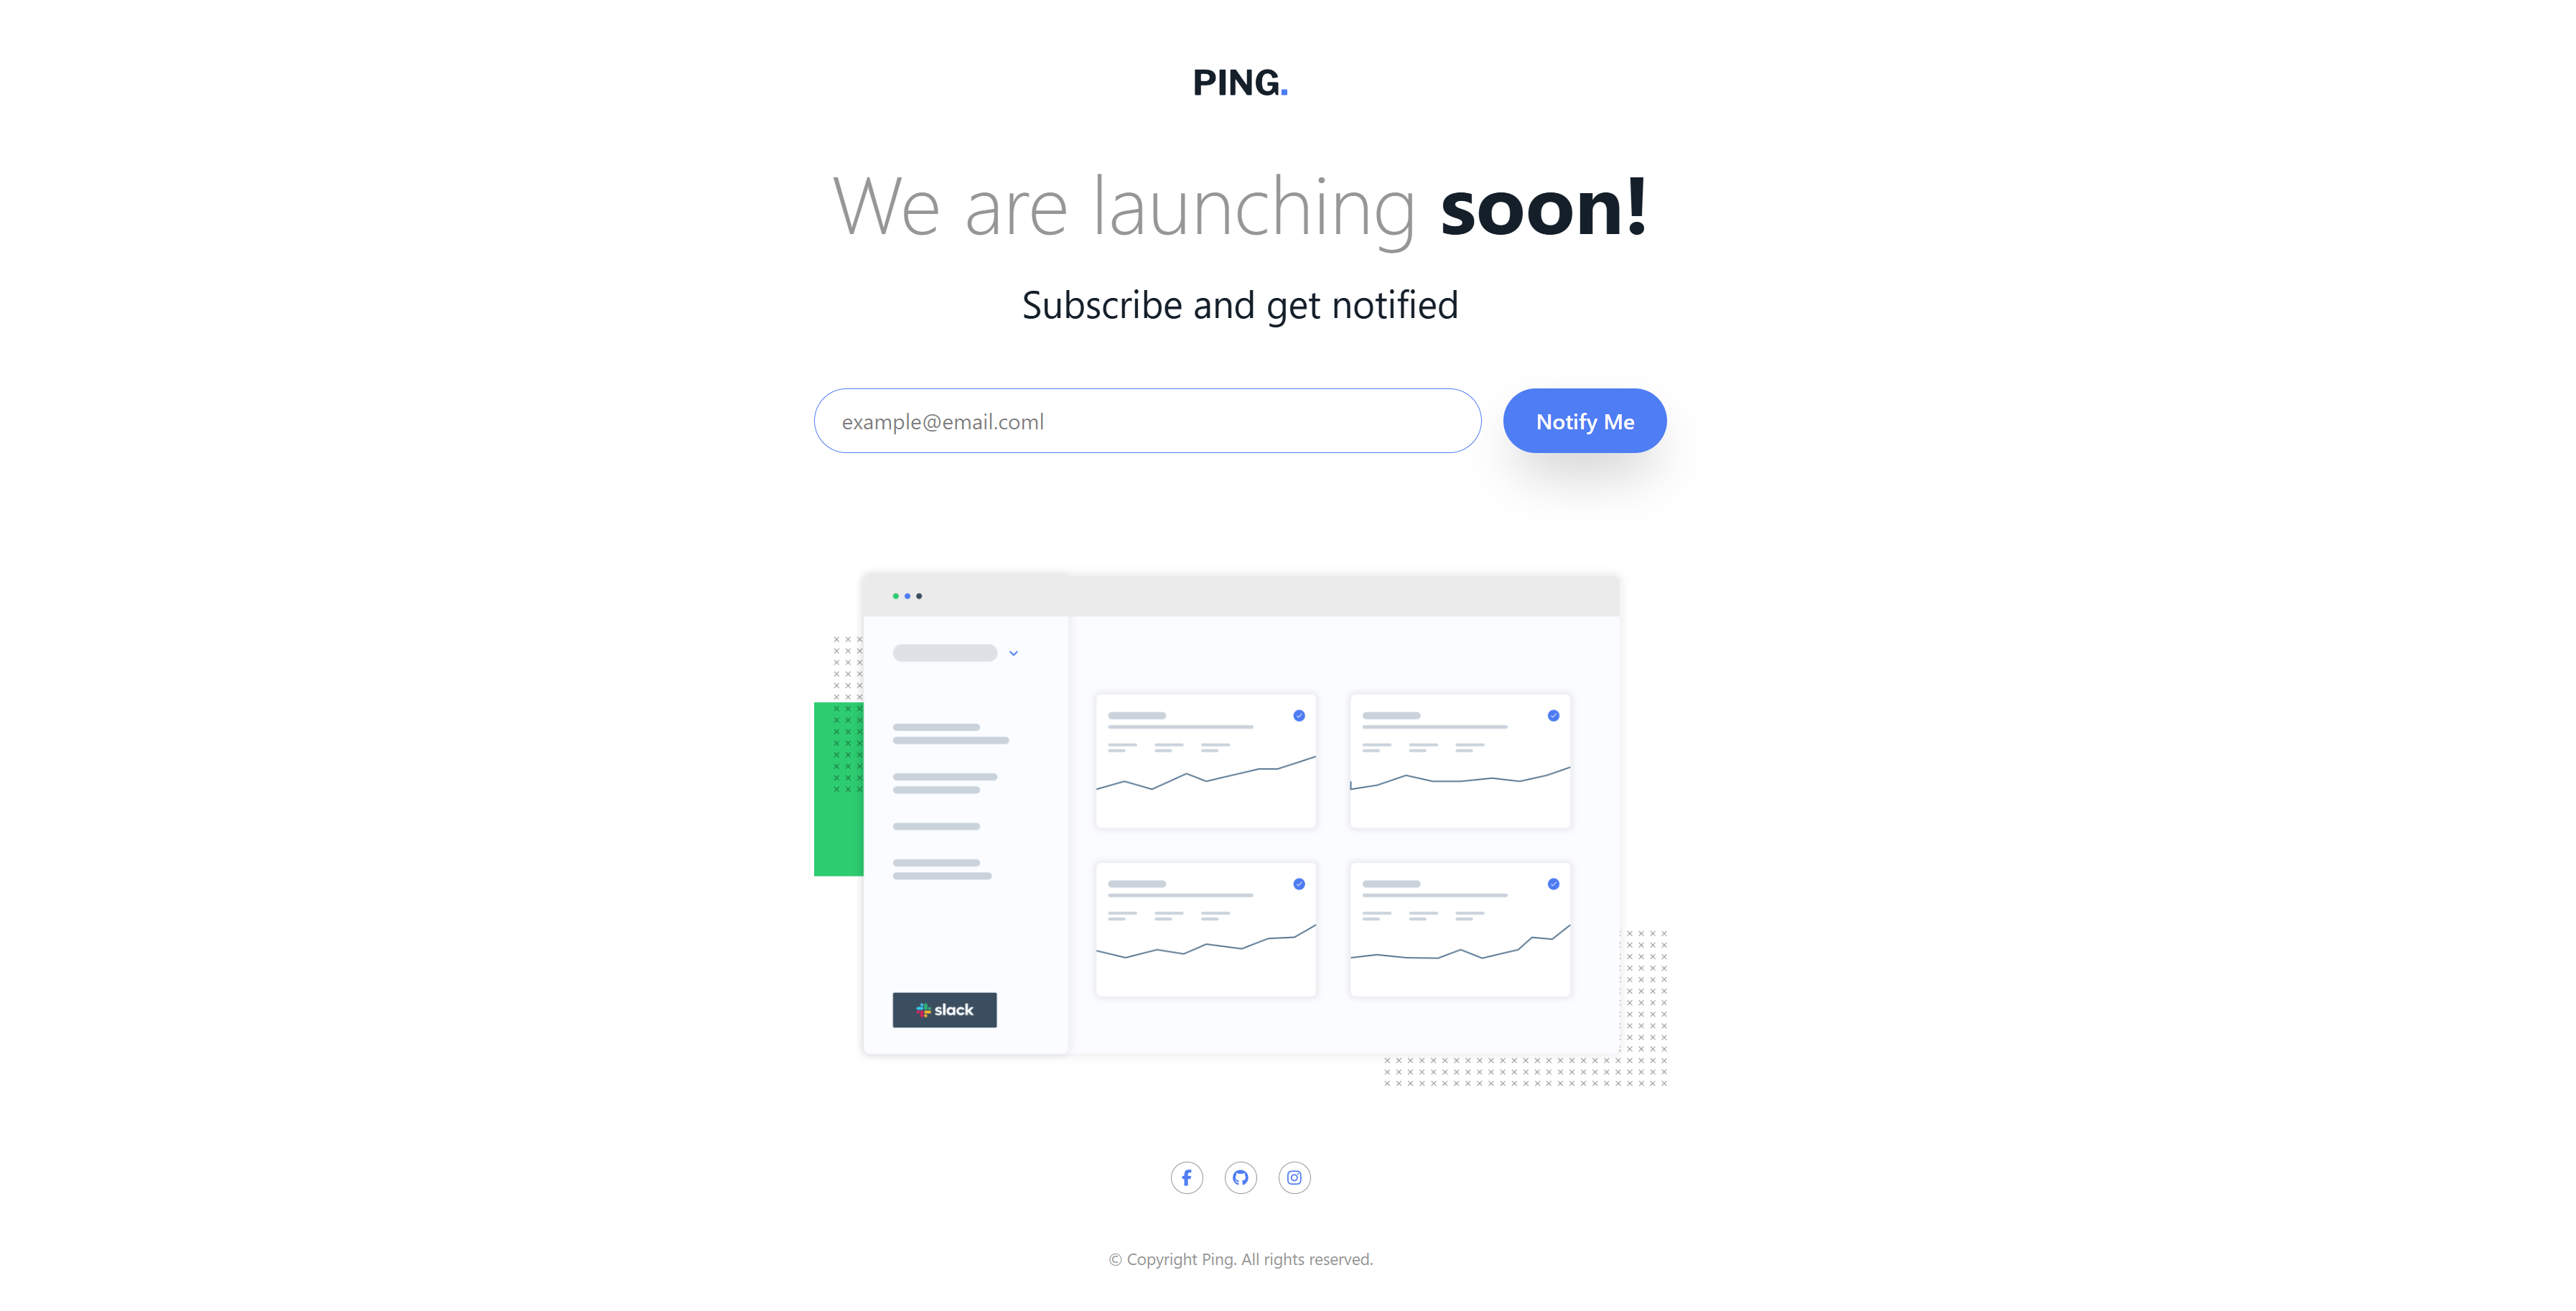 PING.
We are launching soon!
Subscribe and get notified
example@email.coml
Notify Me
slack
© Copyright Ping. All rights reserved.